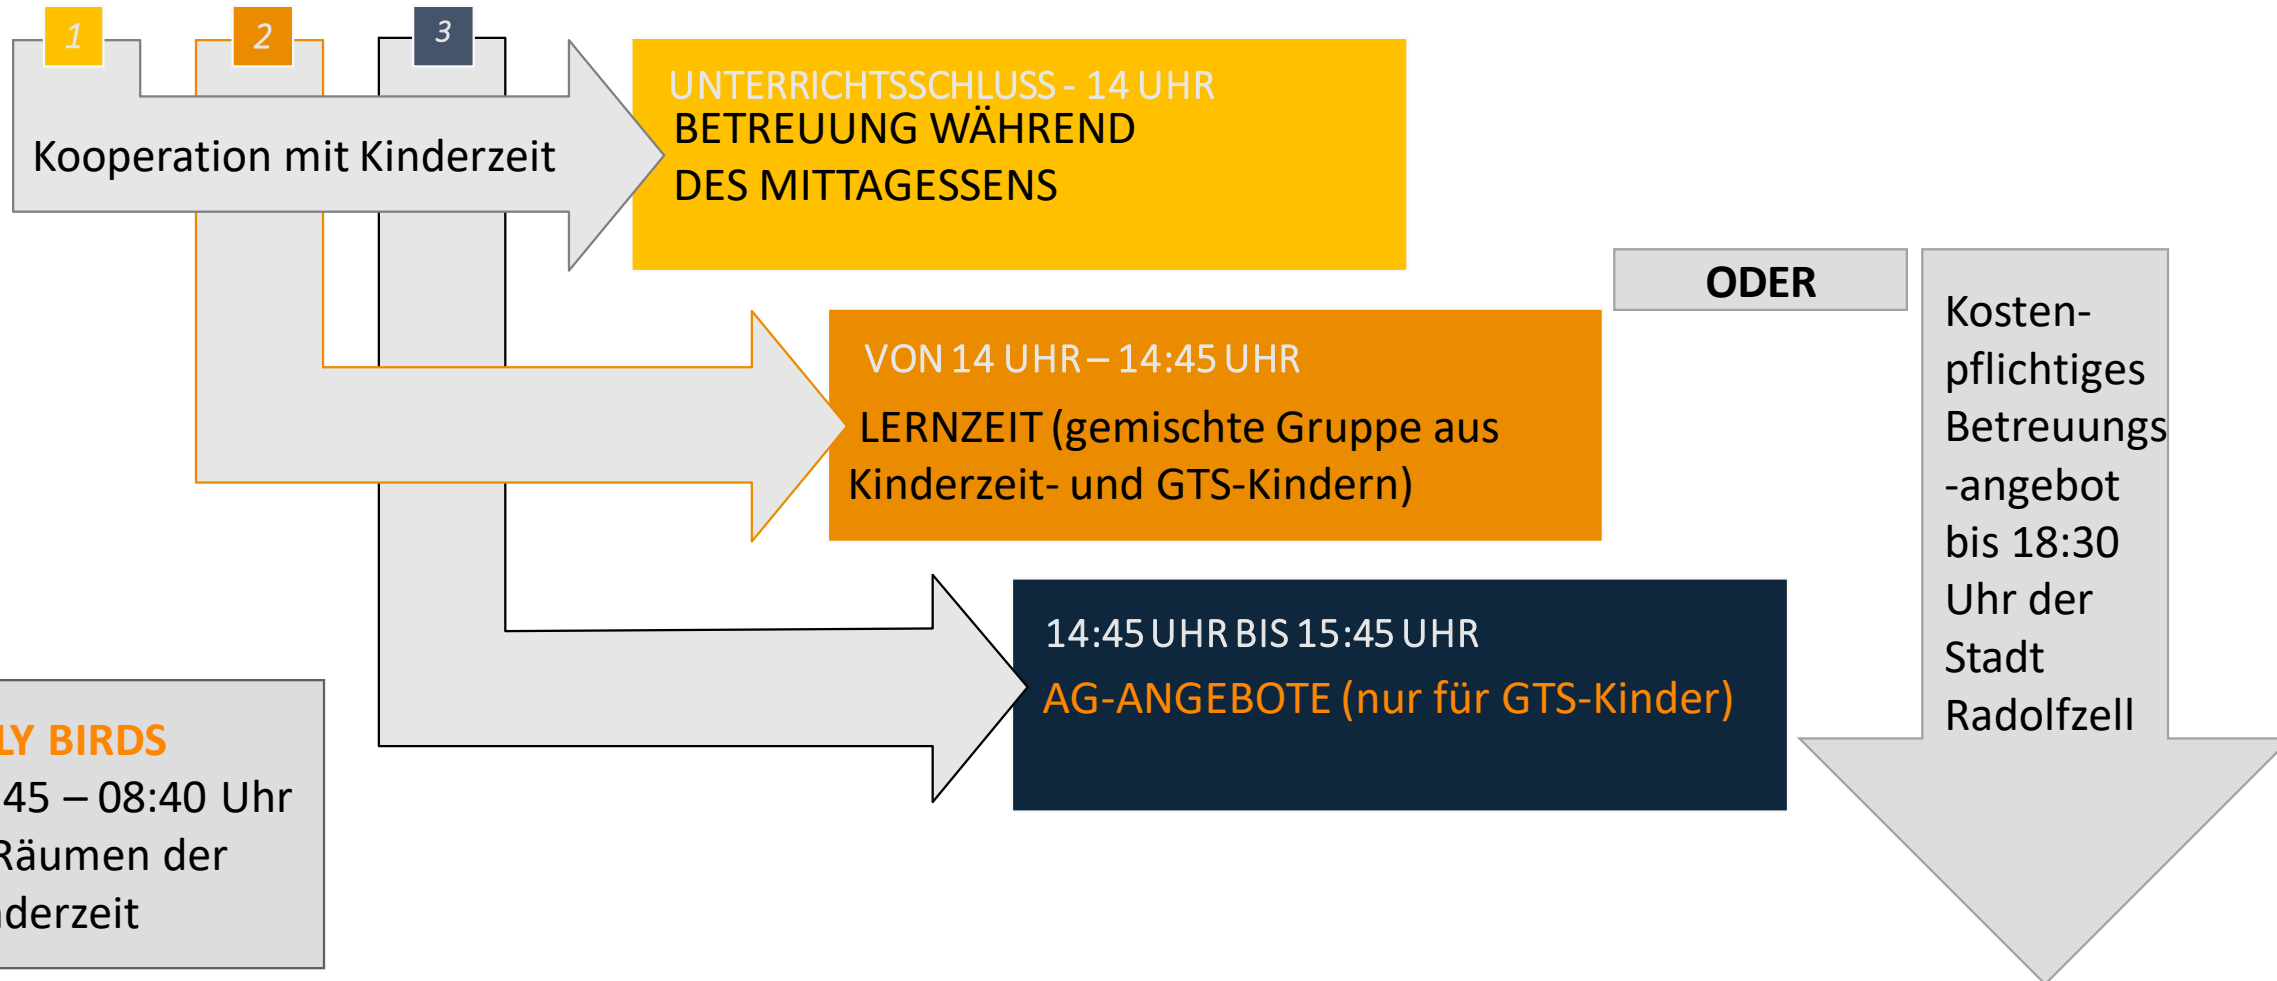 1
2
3
Kooperation mit Kinderzeit
UNTERRICHTSSCHLUSS - 14 UHR
BETREUUNG WÄHREND
DES MITTAGESSENS
ODER
Kosten-
pflichtiges
Betreuungs
-angebot
bis 18:30
Uhr der
Stadt
Radolfzell
VON 14 UHR – 14:45 UHR
LERNZEIT (gemischte Gruppe aus
Kinderzeit- und GTS-Kindern)
14:45 UHR BIS 15:45 UHR
AG-ANGEBOTE (nur für GTS-Kinder)
LY BIRDS
45 – 08:40 Uhr
Räumen der
derzeit